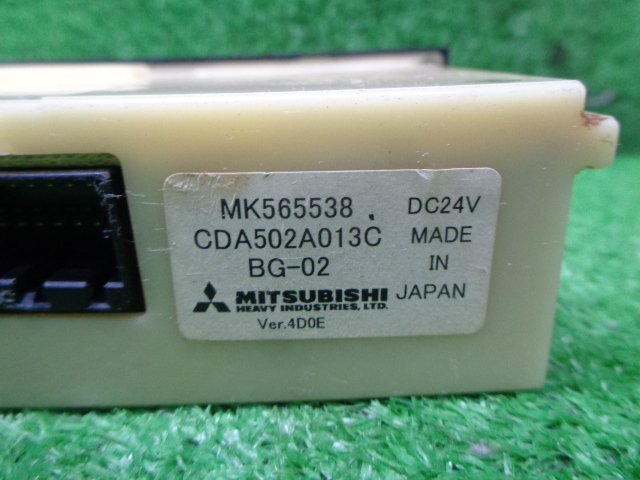 MK565538 DC24V
CDA502A013C MADE
BG-02 IN
MITSUBISHI JAPAN
HEAVY INDUSTRIES, LTD.
Ver.4D0E